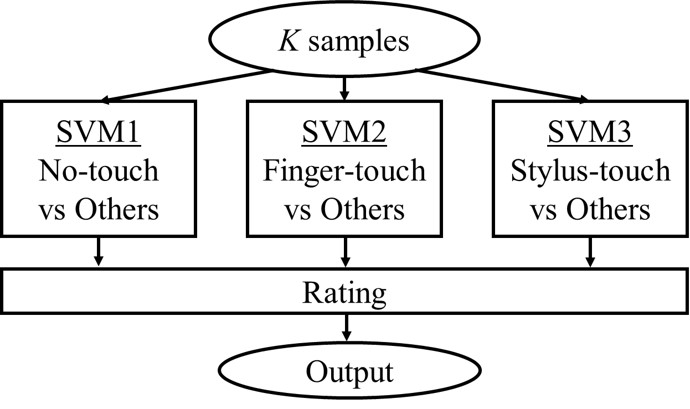 K samples
SVM1
No-touch
vs Others
SVM2
Finger-touch
vs Others
SVM3
Stylus-touch
vs Others
Rating
Output